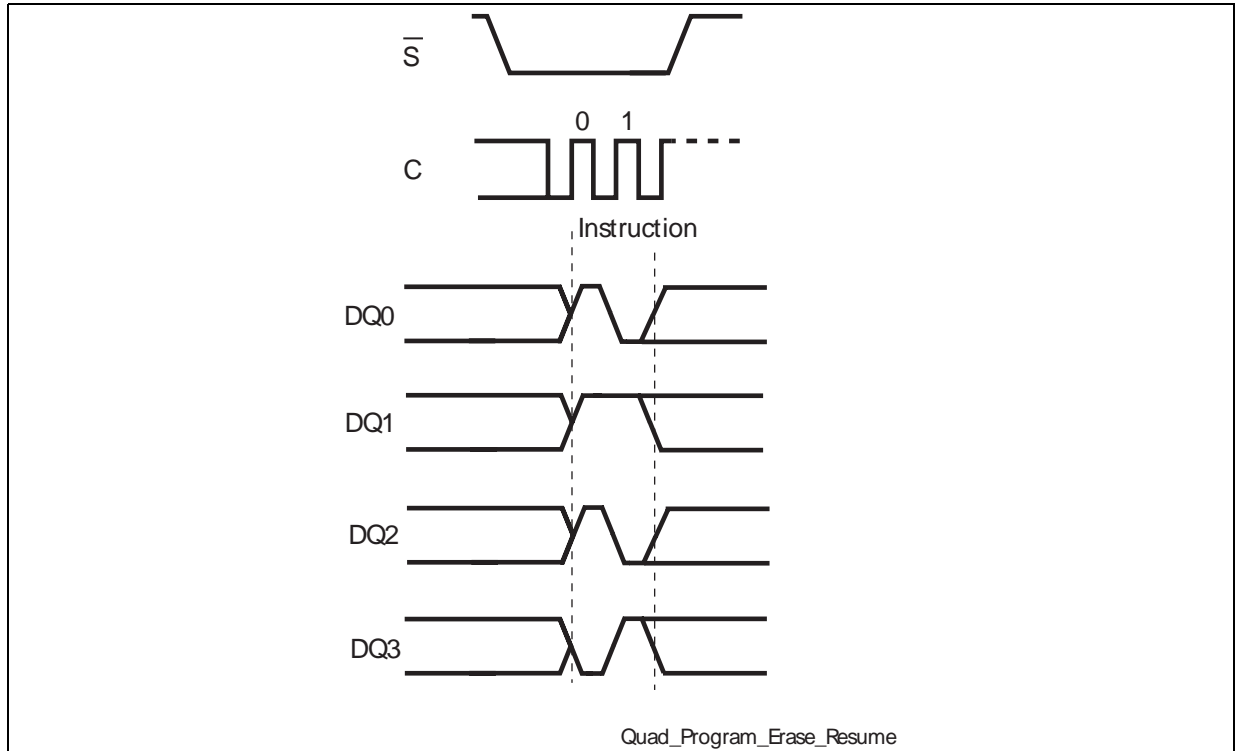 S̅
0 1
C
Instruction
DQ0
DQ1
DQ2
DQ3
Quad_Program_Erase_Resume